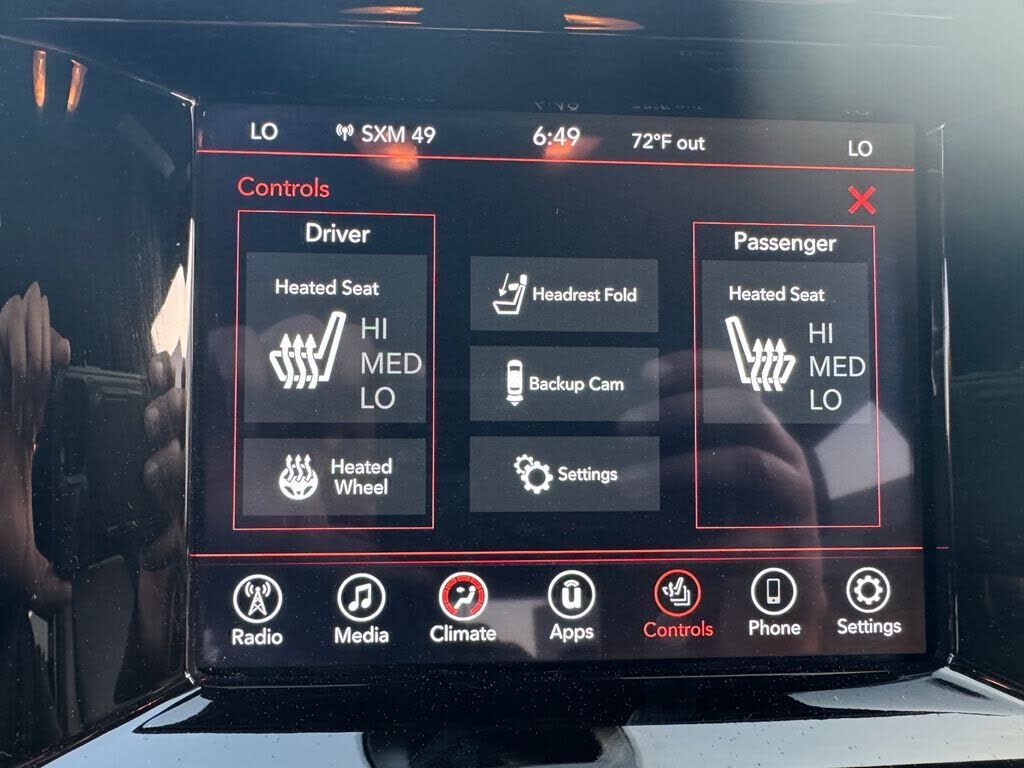 LO SXM 49 6:49 72°F out LO
Controls
Driver
Heated Seat
HI
MED
LO
Heated
Wheel
Headrest Fold
Backup Cam
Settings
Passenger
Heated Seat
HI
MED
LO
Radio Media Climate Apps Controls Phone Settings